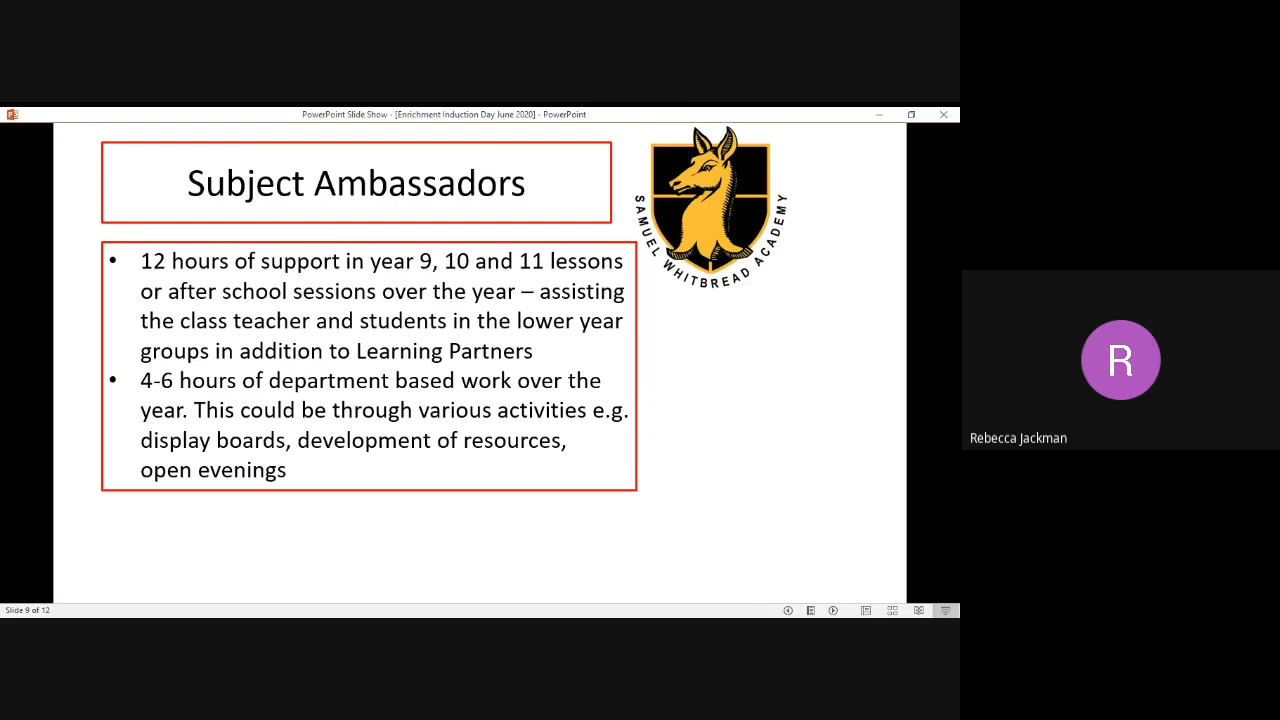 PowerPoint Slide Show - [Enrichment Induction Day June 2020] - PowerPoint
Subject Ambassadors
SAMUEL WHITBREAD ACADEMY
• 12 hours of support in year 9, 10 and 11 lessons
or after school sessions over the year – assisting
the class teacher and students in the lower year
groups in addition to Learning Partners
• 4-6 hours of department based work over the
year. This could be through various activities e.g.
display boards, development of resources,
open evenings
R
Rebecca Jackman
Slide 9 of 12